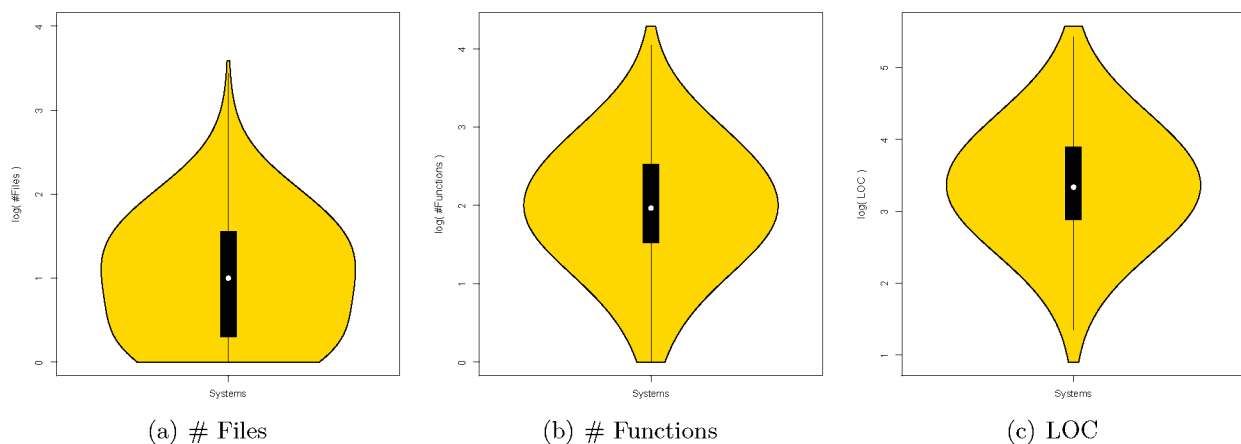 4
3
2
1
0
log( #Files )
Systems
(a) # Files
4
3
2
1
0
log( #Functions )
Systems
(b) # Functions
5
4
3
2
1
log( LOC )
Systems
(c) LOC